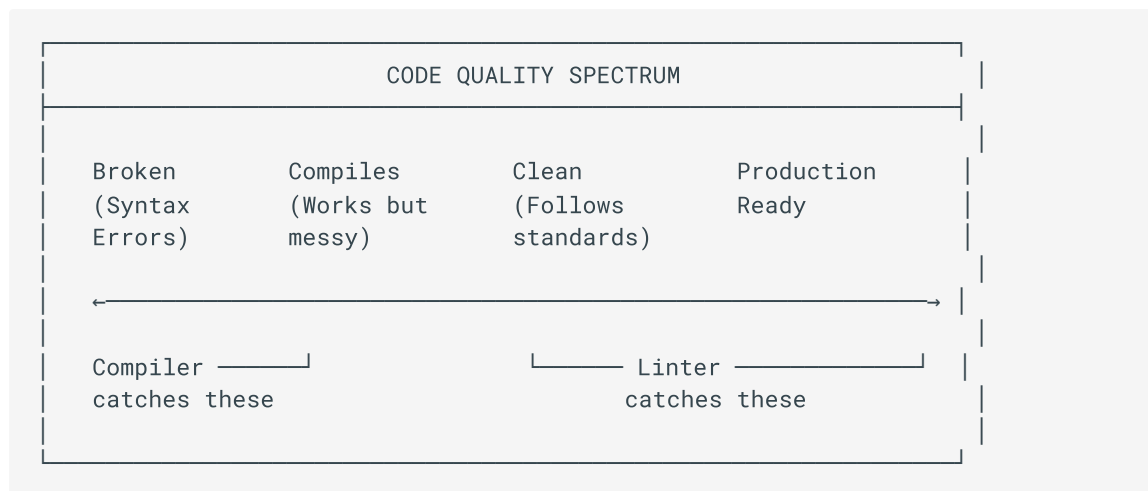 CODE QUALITY SPECTRUM
Broken Compiles Clean Production
(Syntax (Works but (Follows Ready
Errors) messy) standards)
Compiler Linter
catches these catches these